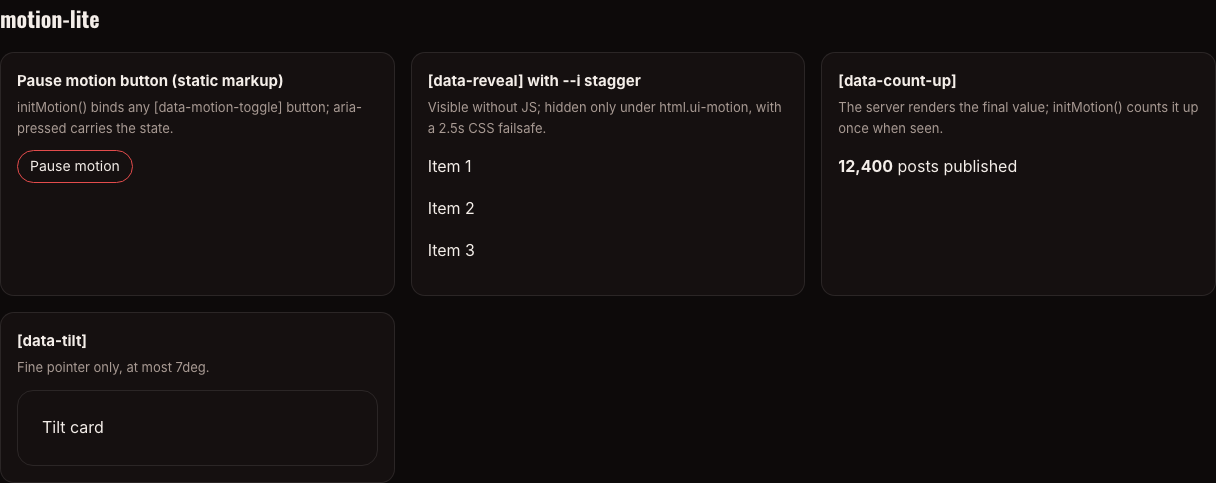 motion-lite
Pause motion button (static markup)
initMotion() binds any [data-motion-toggle] button; aria-
pressed carries the state.
Pause motion
[data-reveal] with --i stagger
Visible without JS; hidden only under html.ui-motion, with
a 2.5s CSS failsafe.
Item 1
Item 2
Item 3
[data-count-up]
The server renders the final value; initMotion() counts it up
once when seen.
12,400 posts published
[data-tilt]
Fine pointer only, at most 7deg.
Tilt card